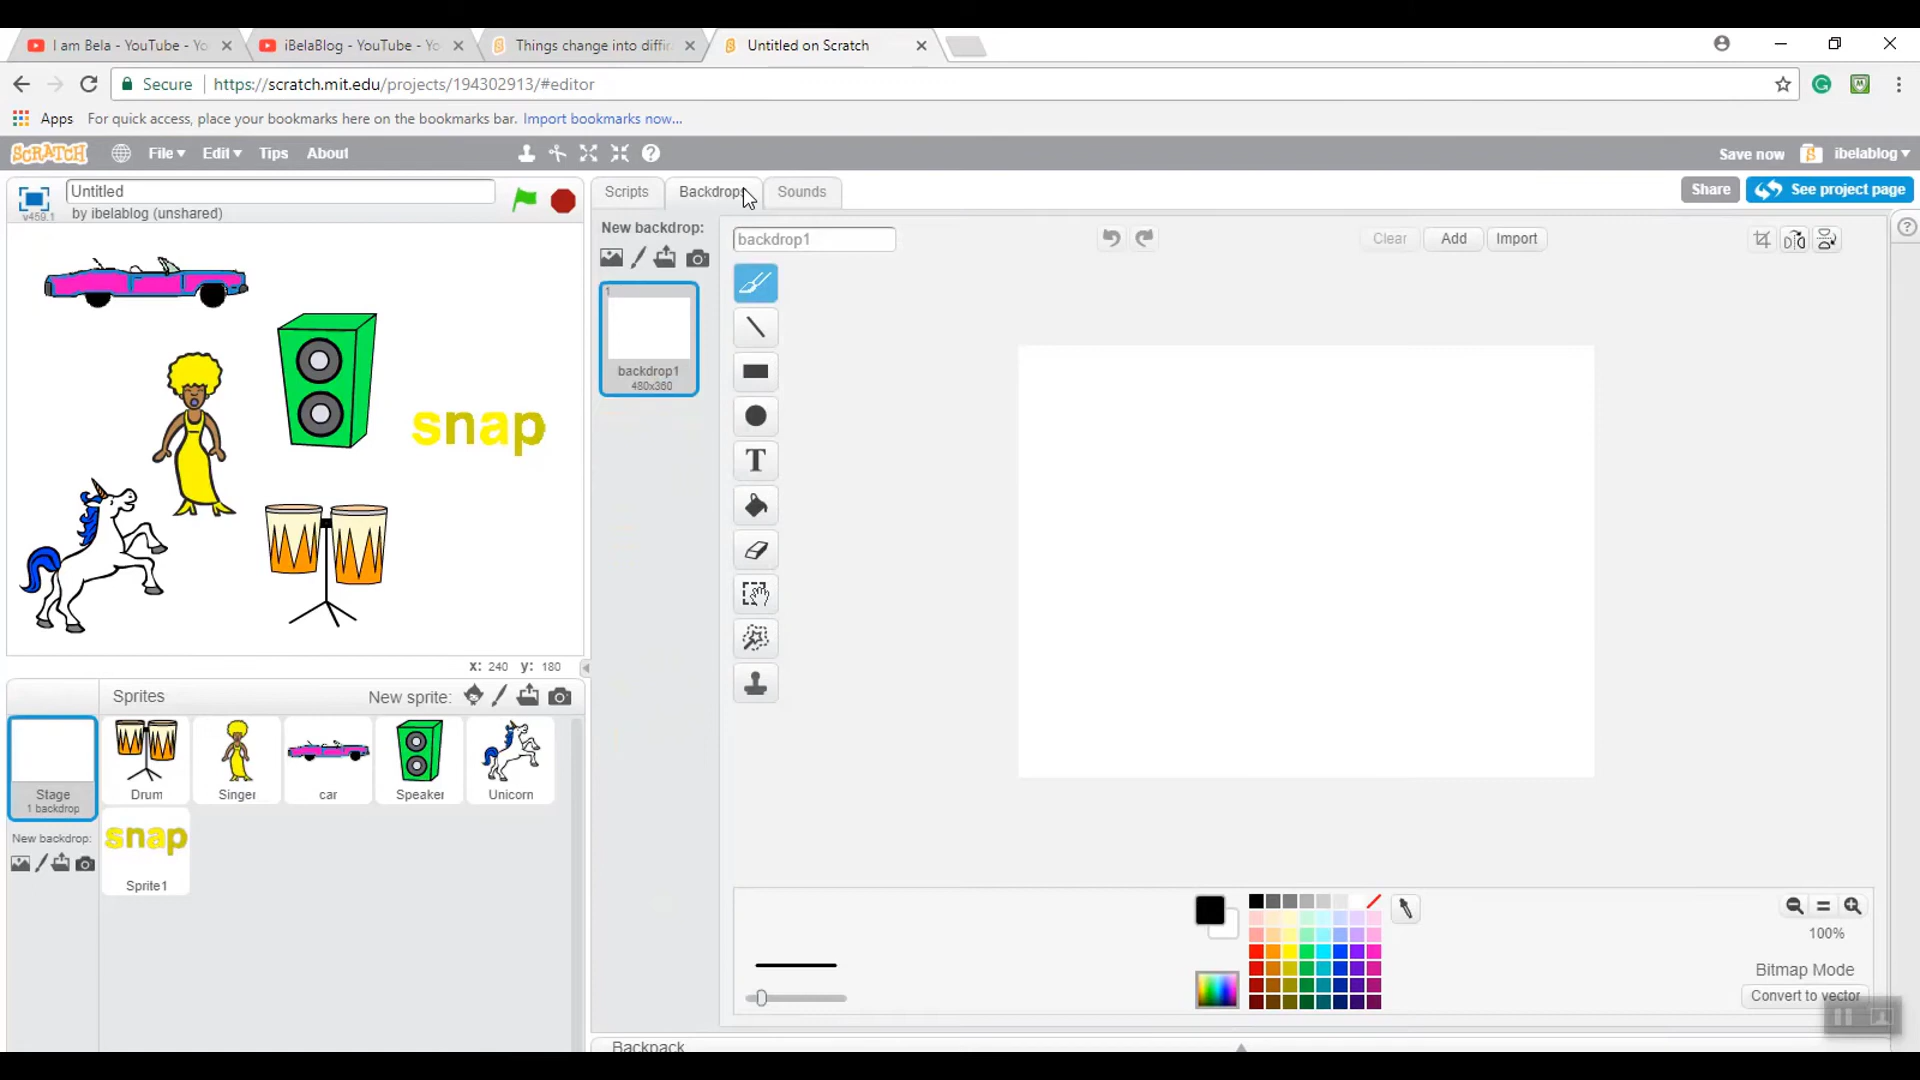 I am Bela - YouTube - Yo
iBelaBlog - YouTube - Yo
Things change into diffi
Untitled on Scratch
Secure
https://scratch.mit.edu/projects/194302913/#editor
Apps
For quick access, place your bookmarks here on the bookmarks bar. Import bookmarks now...
SCRATCH
File
Edit
Tips
About
Save now
ibelablog
v459.1
Untitled
by ibelablog (unshared)
Scripts
Backdrops
Sounds
Share
See project page
New backdrop:
backdrop1
Clear
Add
Import
1
backdrop1
480x360
T
snap
x: 240 y: 180
Sprites
New sprite:
Stage
1 backdrop
New backdrop:
Drum
Singer
car
Speaker
Unicorn
snap
Sprite1
100%
Bitmap Mode
Convert to vector
Backpack